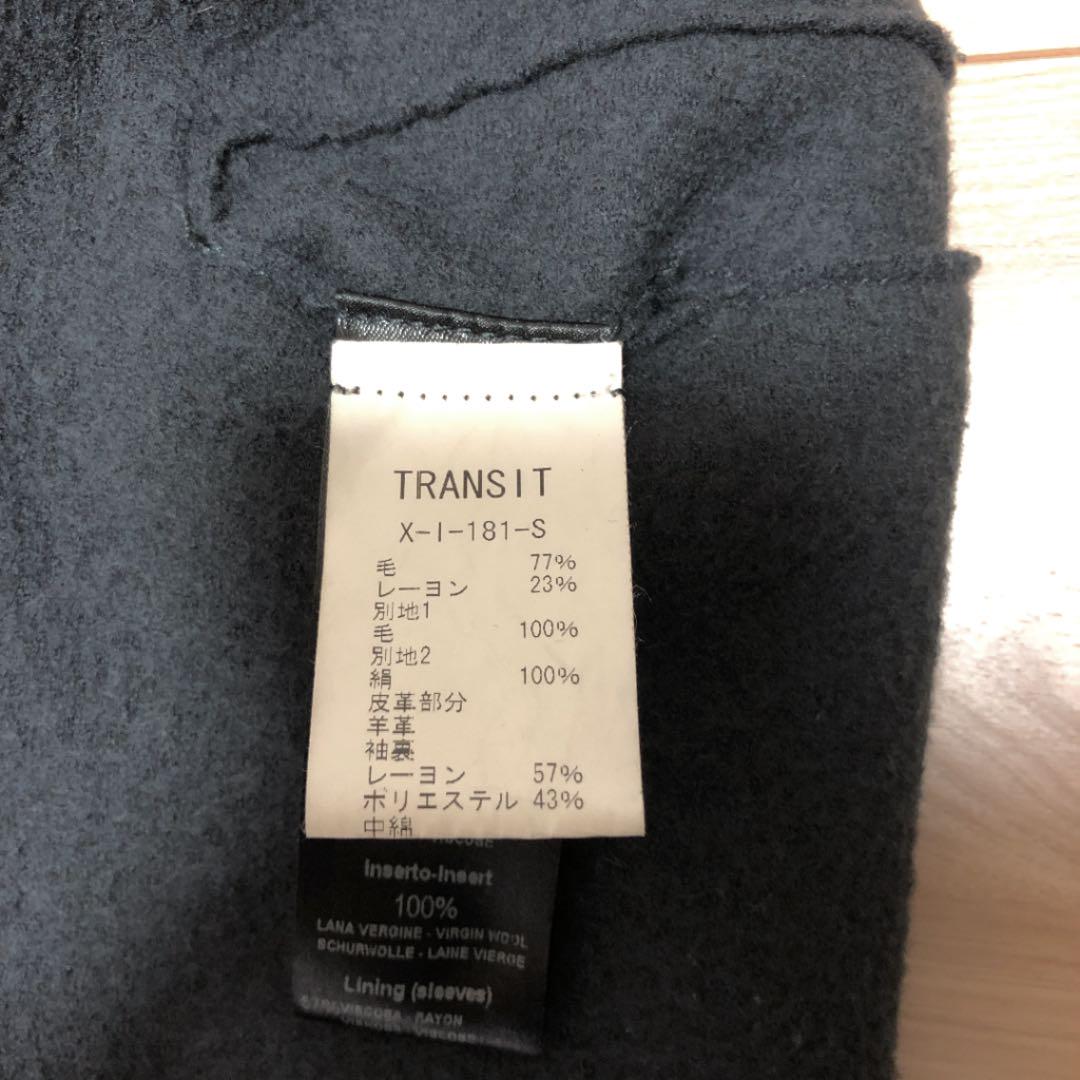 TRANSIT
X-I-181-S
毛 77%
レーヨン 23%
別地1
毛 100%
別地2
絹 100%
皮革部分
羊革
袖裏
レーヨン 57%
ポリエステル 43%
中綿
Inserto-Insert
100%
LANA VERGINE - VIRGIN WOOL
SCHURWOLLE - LAINE VIERGE
Lining (sleeves)
VISCOSA - RAYON